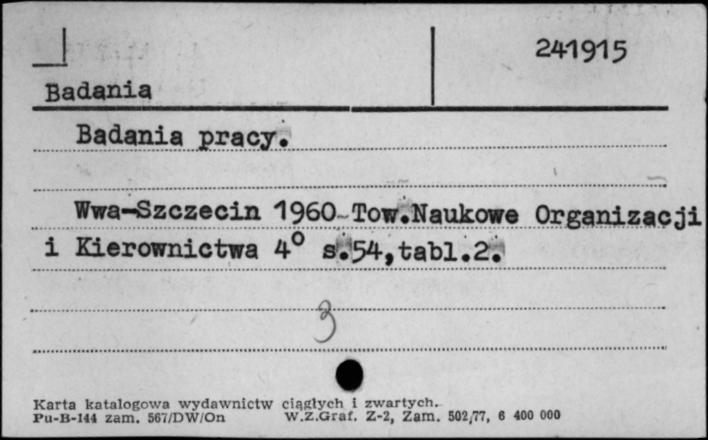 241915
Badania
Badania pracy.
Wwa-Szczecin 1960 Tow.Naukowe Organizacji
i Kierownictwa 4° s.54,tabl.2.
3
Karta katalogowa wydawnictw ciągłych i zwartych.
Pu-B-144 zam. 567/DW/On W.Z.Graf. Z-2, Zam. 502/77, 6 400 000